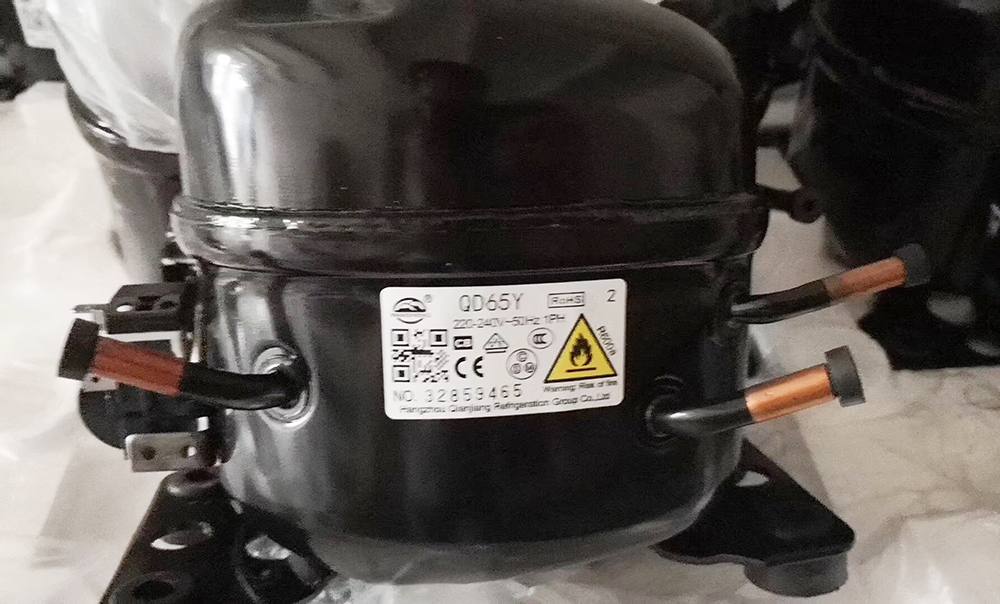 QD65Y RoHS 2
220-240V~50Hz 1PH
R600a
Warning: Risk of fire
NO. 32859465
Hangzhou Qianjiang Refrigeration Group Co.,Ltd